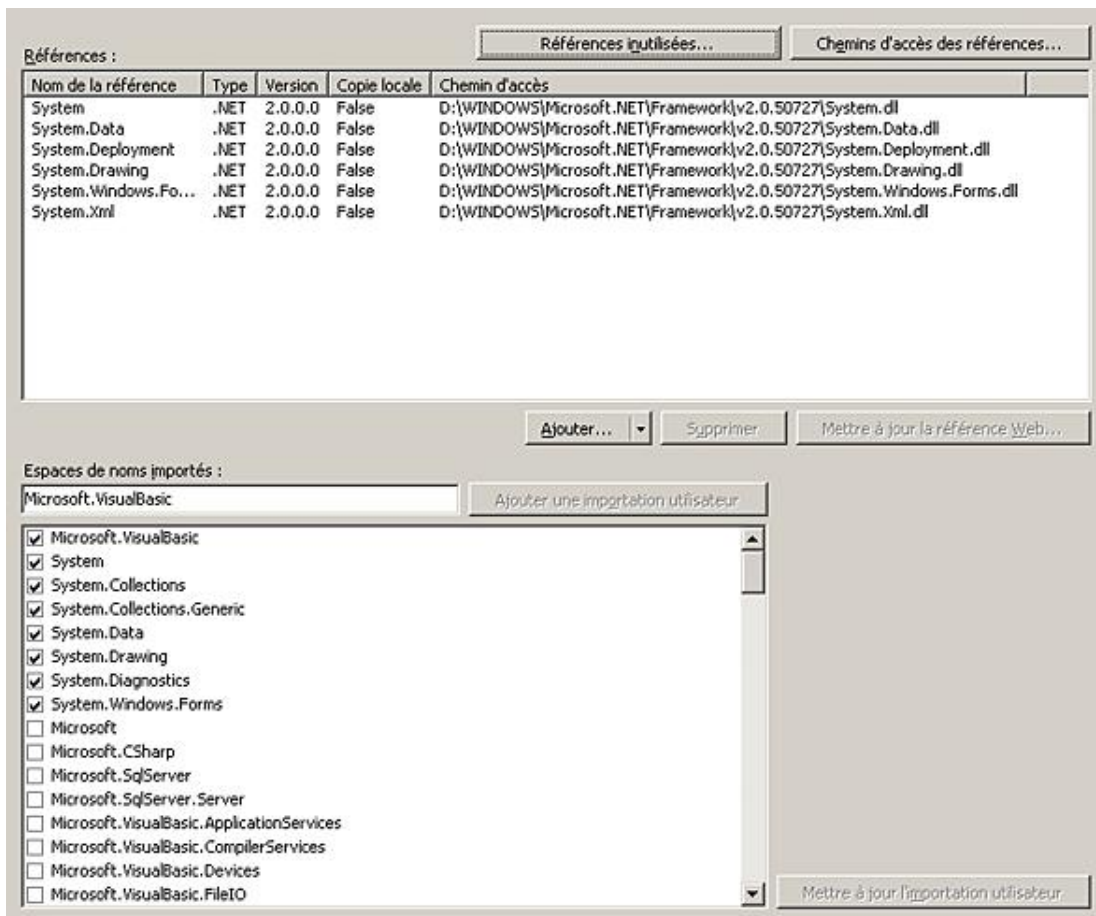 Références inutilisées... Chemins d'accès des références...
Références :
Nom de la référence Type Version Copie locale Chemin d'accès
System .NET 2.0.0.0 False D:\WINDOWS\Microsoft.NET\Framework\v2.0.50727\System.dll
System.Data .NET 2.0.0.0 False D:\WINDOWS\Microsoft.NET\Framework\v2.0.50727\System.Data.dll
System.Deployment .NET 2.0.0.0 False D:\WINDOWS\Microsoft.NET\Framework\v2.0.50727\System.Deployment.dll
System.Drawing .NET 2.0.0.0 False D:\WINDOWS\Microsoft.NET\Framework\v2.0.50727\System.Drawing.dll
System.Windows.Fo... .NET 2.0.0.0 False D:\WINDOWS\Microsoft.NET\Framework\v2.0.50727\System.Windows.Forms.dll
System.Xml .NET 2.0.0.0 False D:\WINDOWS\Microsoft.NET\Framework\v2.0.50727\System.Xml.dll
Ajouter... Supprimer Mettre à jour la référence Web...
Espaces de noms importés :
Microsoft.VisualBasic Ajouter une importation utilisateur
Microsoft.VisualBasic
System
System.Collections
System.Collections.Generic
System.Data
System.Drawing
System.Diagnostics
System.Windows.Forms
Microsoft
Microsoft.CSharp
Microsoft.SqlServer
Microsoft.SqlServer.Server
Microsoft.VisualBasic.ApplicationServices
Microsoft.VisualBasic.CompilerServices
Microsoft.VisualBasic.Devices
Microsoft.VisualBasic.FileIO
Mettre à jour l'importation utilisateur